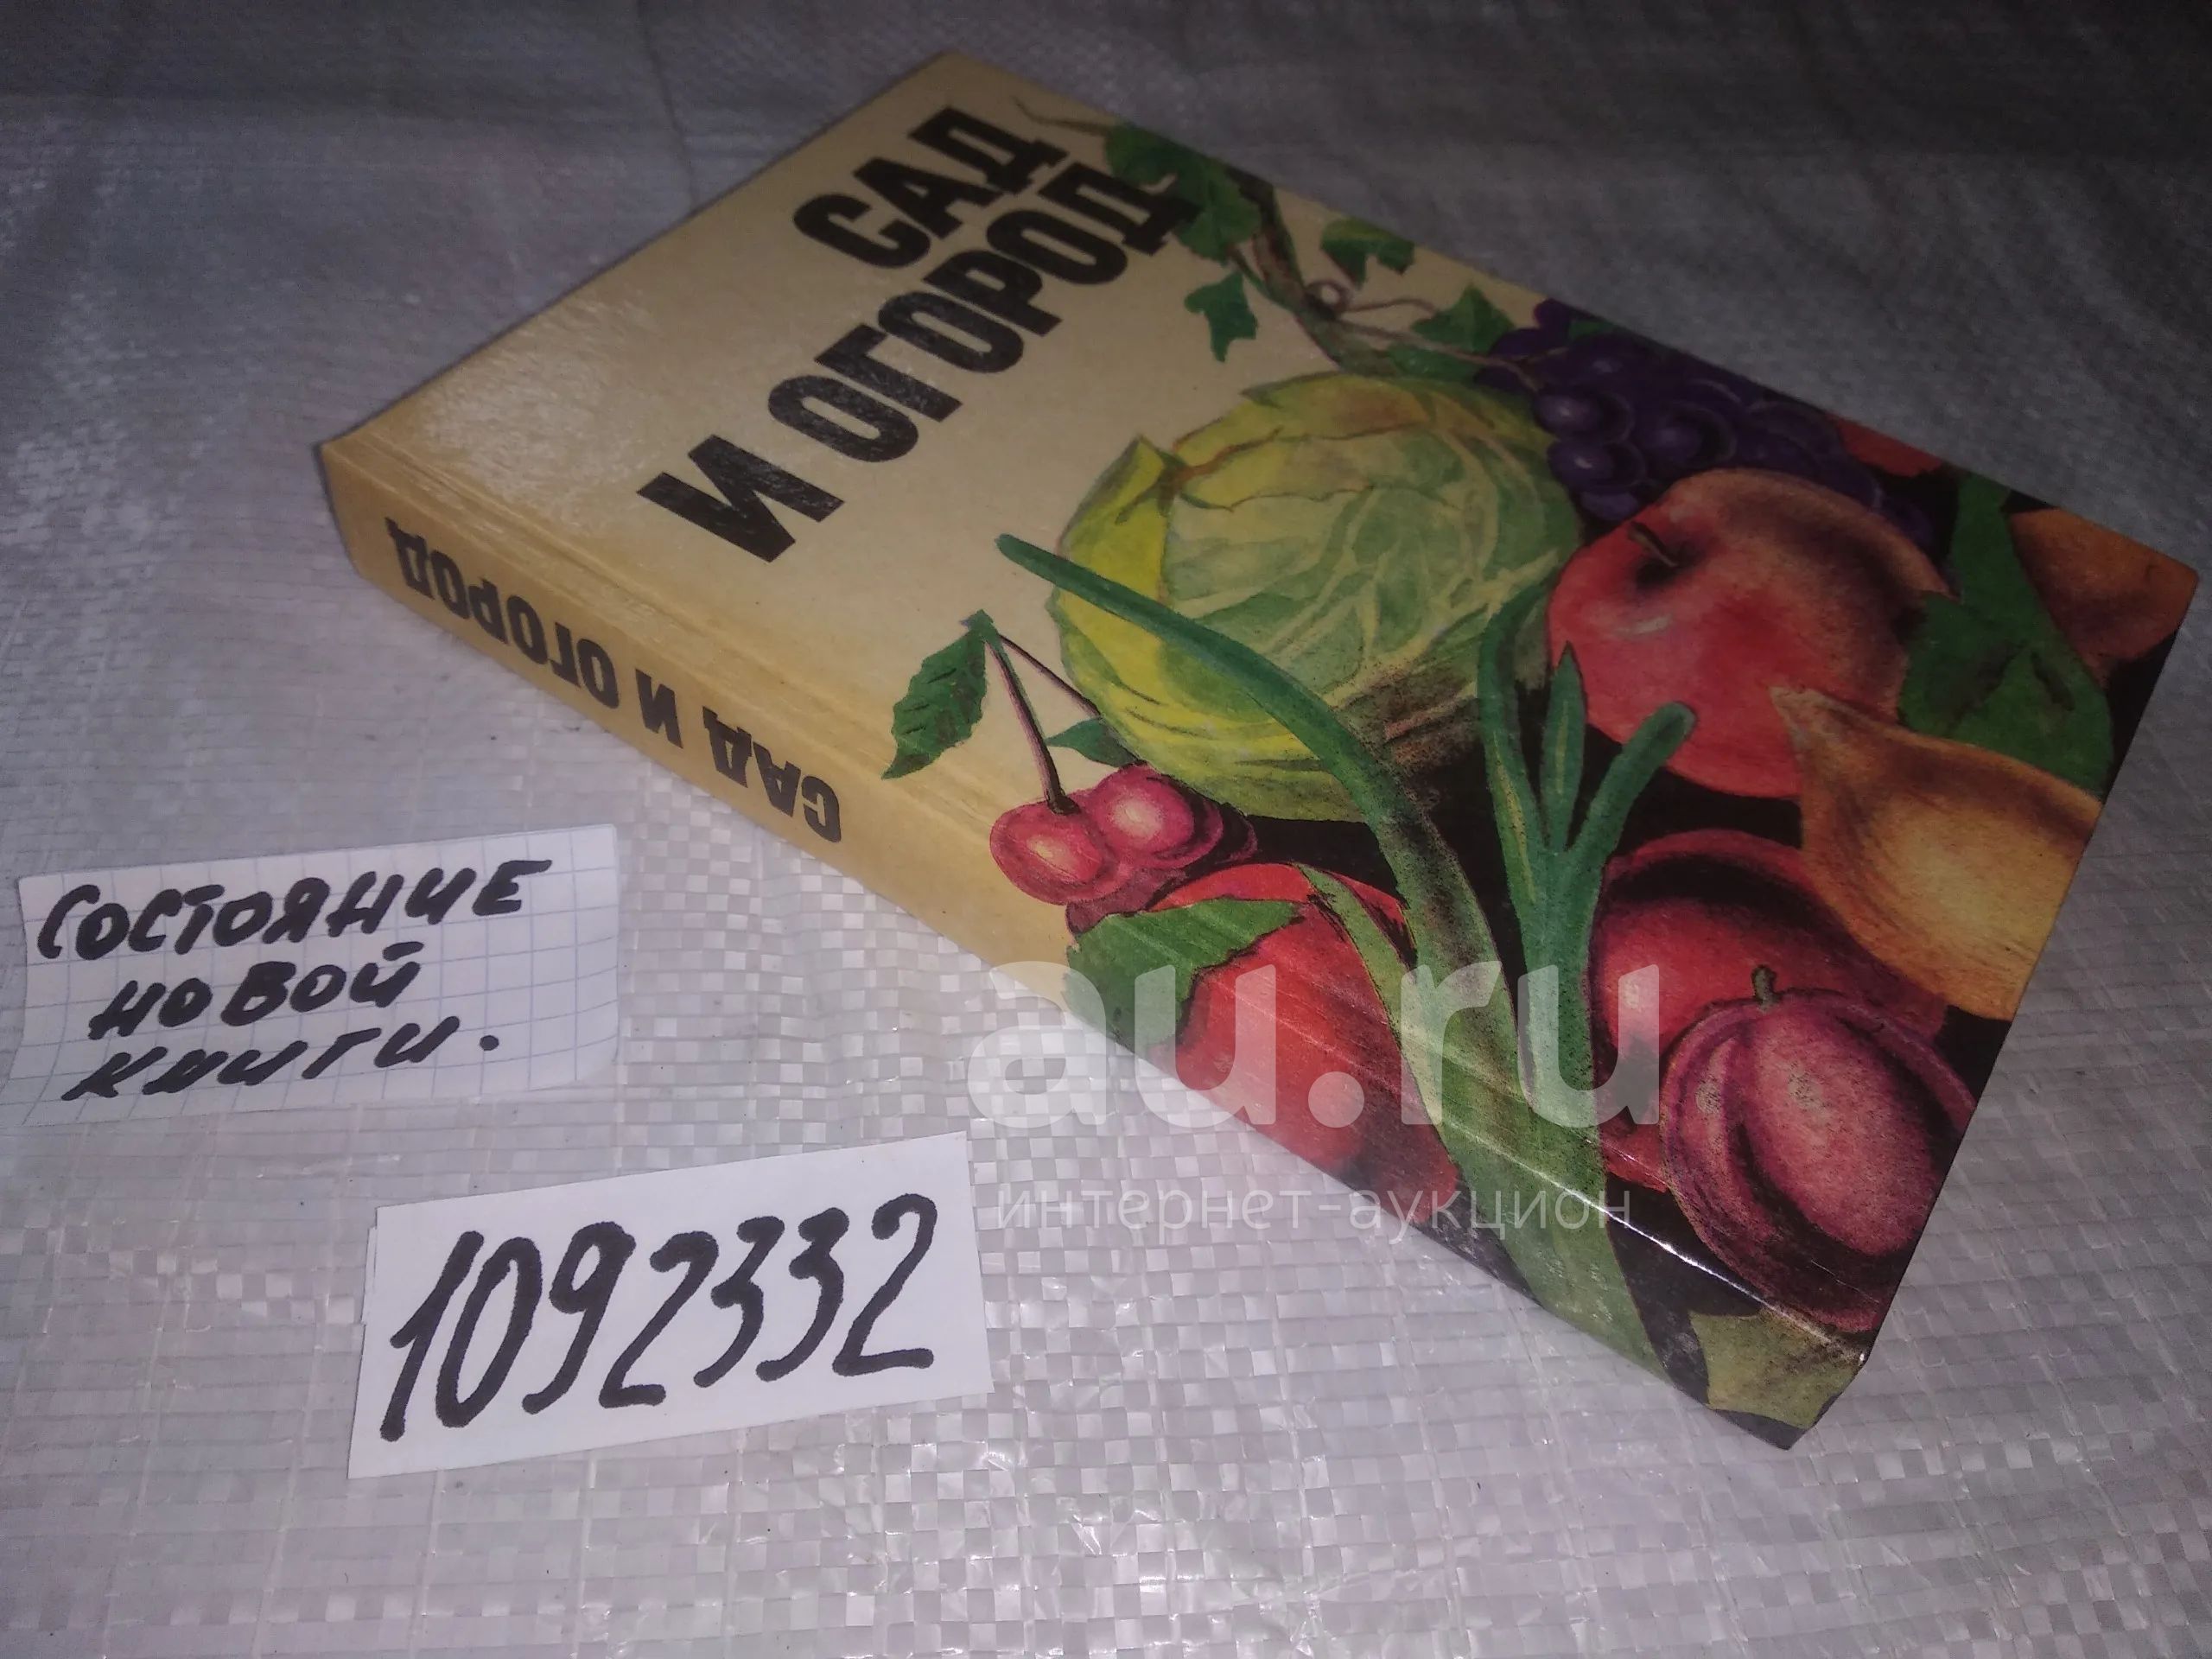 САД
И ОГОРОД
САД И ОГОРОД
СОСТОЯНИЕ
НОВОЙ
КНИГИ.
1092332
au.ru
интернет-аукцион